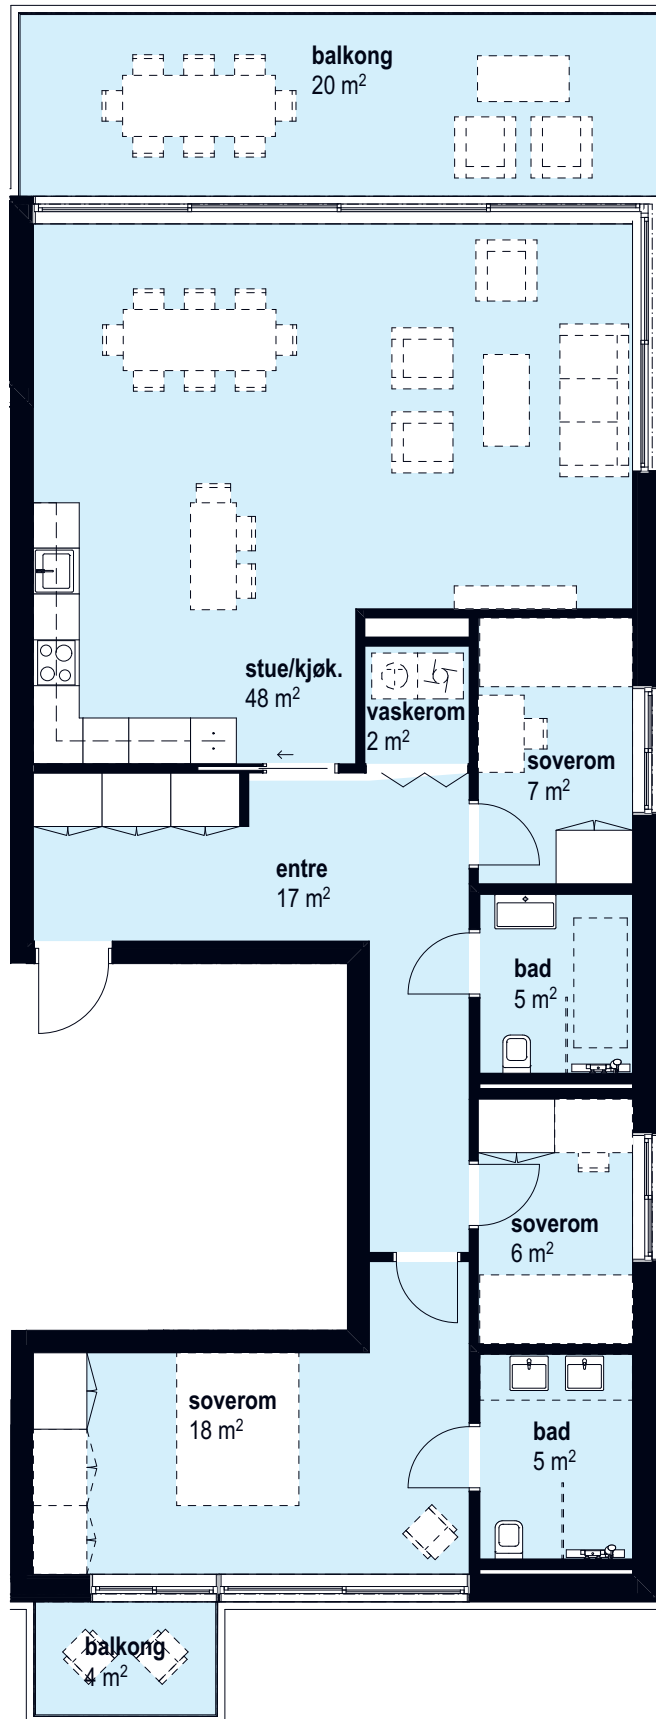 balkong
20 m²
stue/kjøk.
48 m²
vaskerom
2 m²
soverom
7 m²
entre
17 m²
bad
5 m²
soverom
6 m²
soverom
18 m²
bad
5 m²
balkong
4 m²